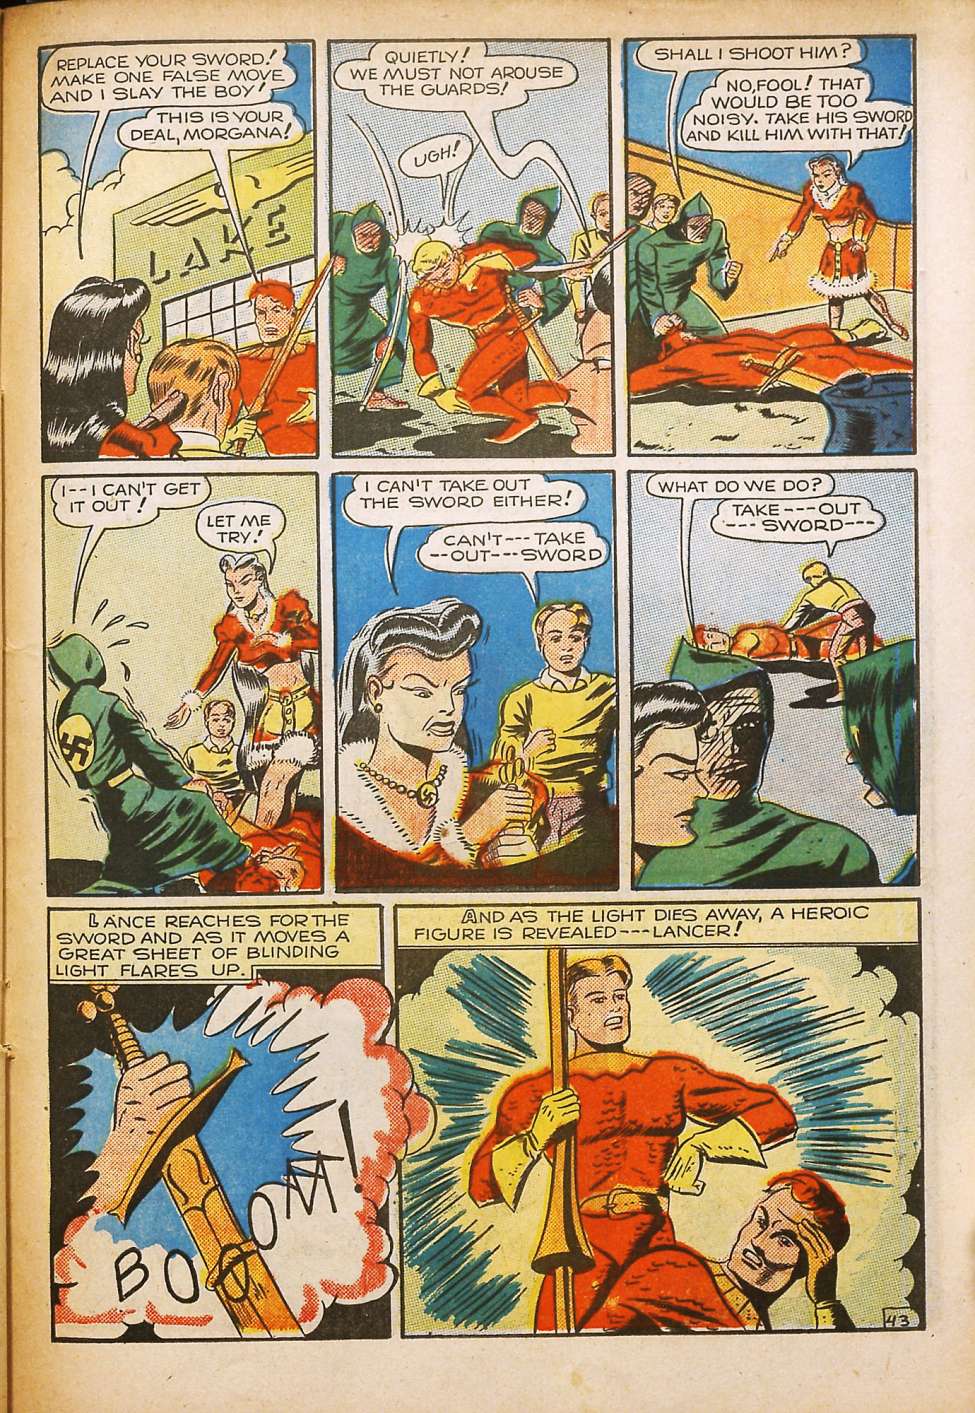 REPLACE YOUR SWORD!
MAKE ONE FALSE MOVE
AND I SLAY THE BOY!
THIS IS YOUR
DEAL, MORGANA!
LAKE
QUIETLY!
WE MUST NOT AROUSE
THE GUARDS!
UGH!
SHALL I SHOOT HIM?
NO, FOOL! THAT
WOULD BE TOO
NOISY. TAKE HIS SWORD
AND KILL HIM WITH THAT!
I--I CAN'T GET
IT OUT!
LET ME
TRY!
I CAN'T TAKE OUT
THE SWORD EITHER!
CAN'T---TAKE
--OUT---SWORD
WHAT DO WE DO?
TAKE---OUT
---SWORD---
LANCE REACHES FOR THE
SWORD AND AS IT MOVES A
GREAT SHEET OF BLINDING
LIGHT FLARES UP.
BOOOM!
AND AS THE LIGHT DIES AWAY, A HEROIC
FIGURE IS REVEALED---LANCER!
43